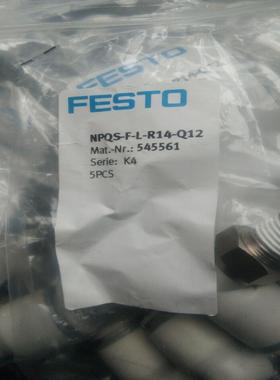 FESTO
NPQS-F-L-R14-Q12
Mat.-Nr.: 545561
Serie: K4
5PCS